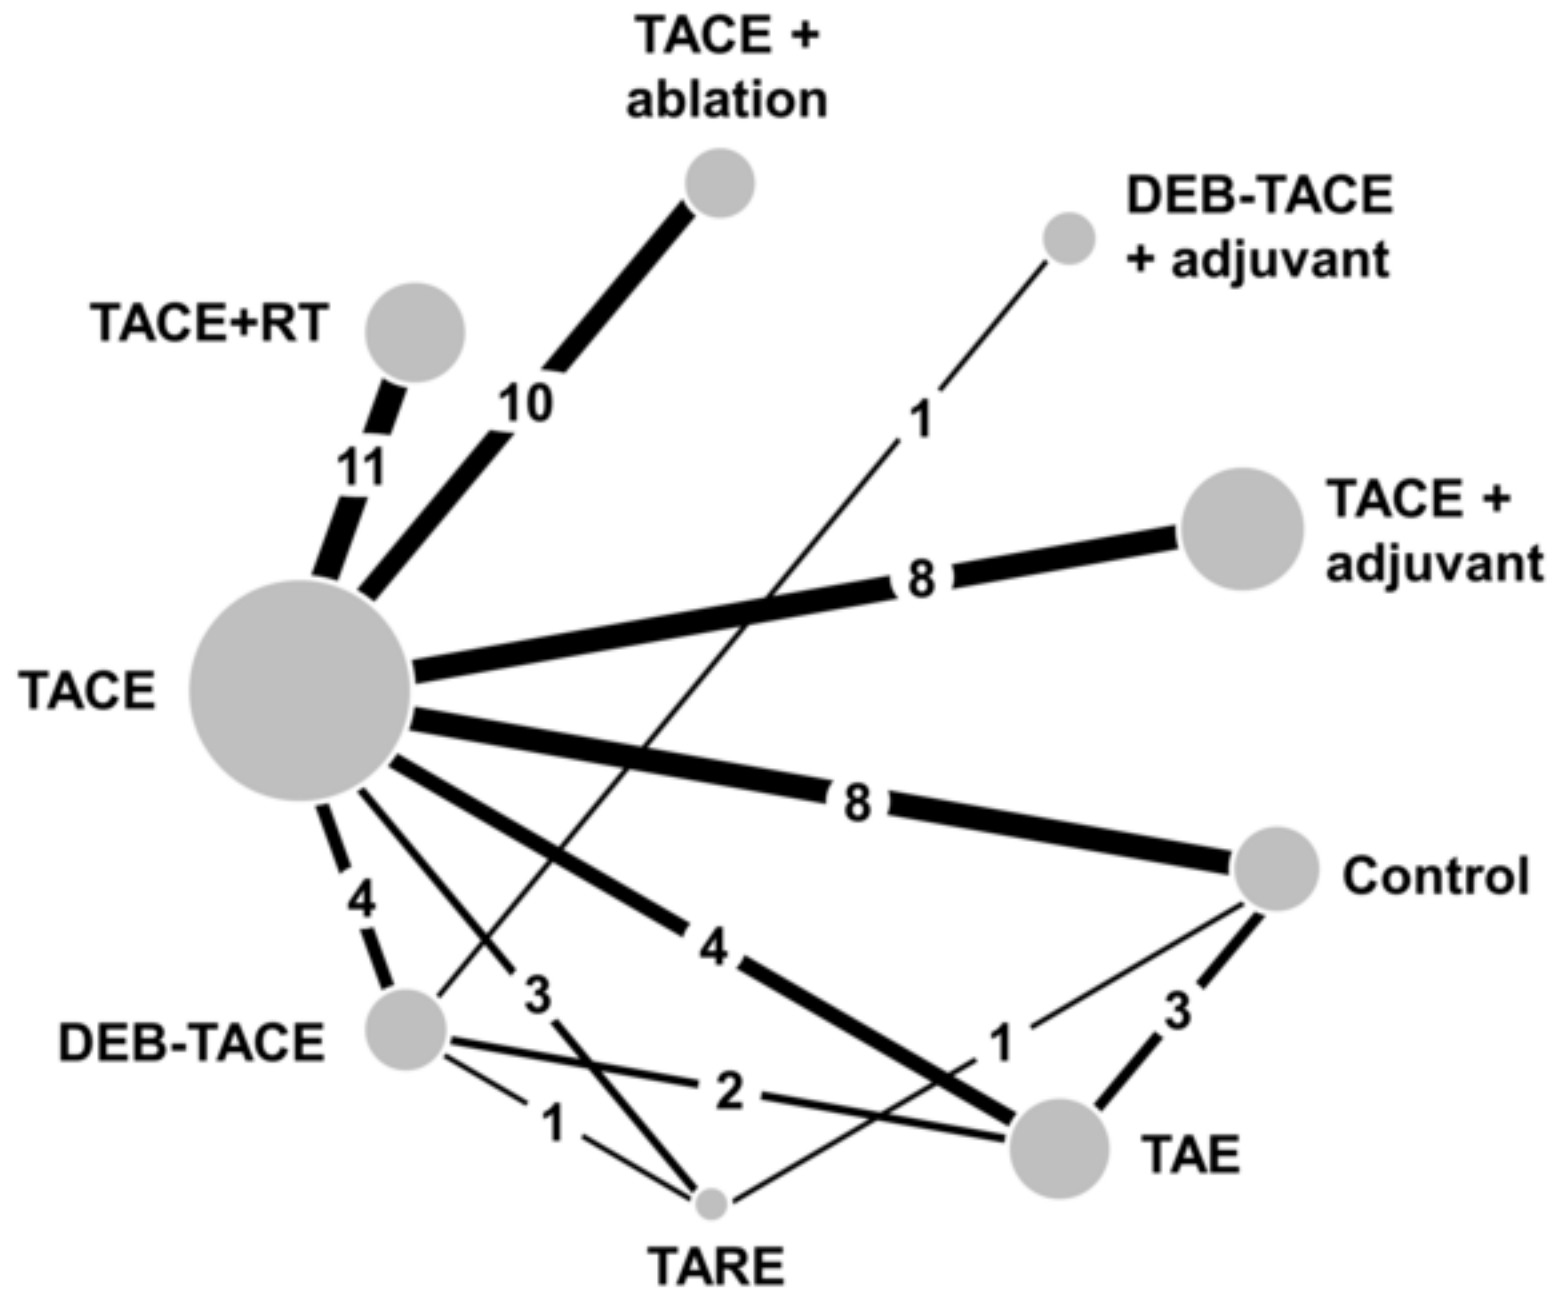 TACE +
ablation
DEB-TACE
+ adjuvant
TACE+RT
10
1
11
TACE +
adjuvant
8
TACE
8
Control
4
4
3
3
DEB-TACE
1
2
1
TAE
TARE